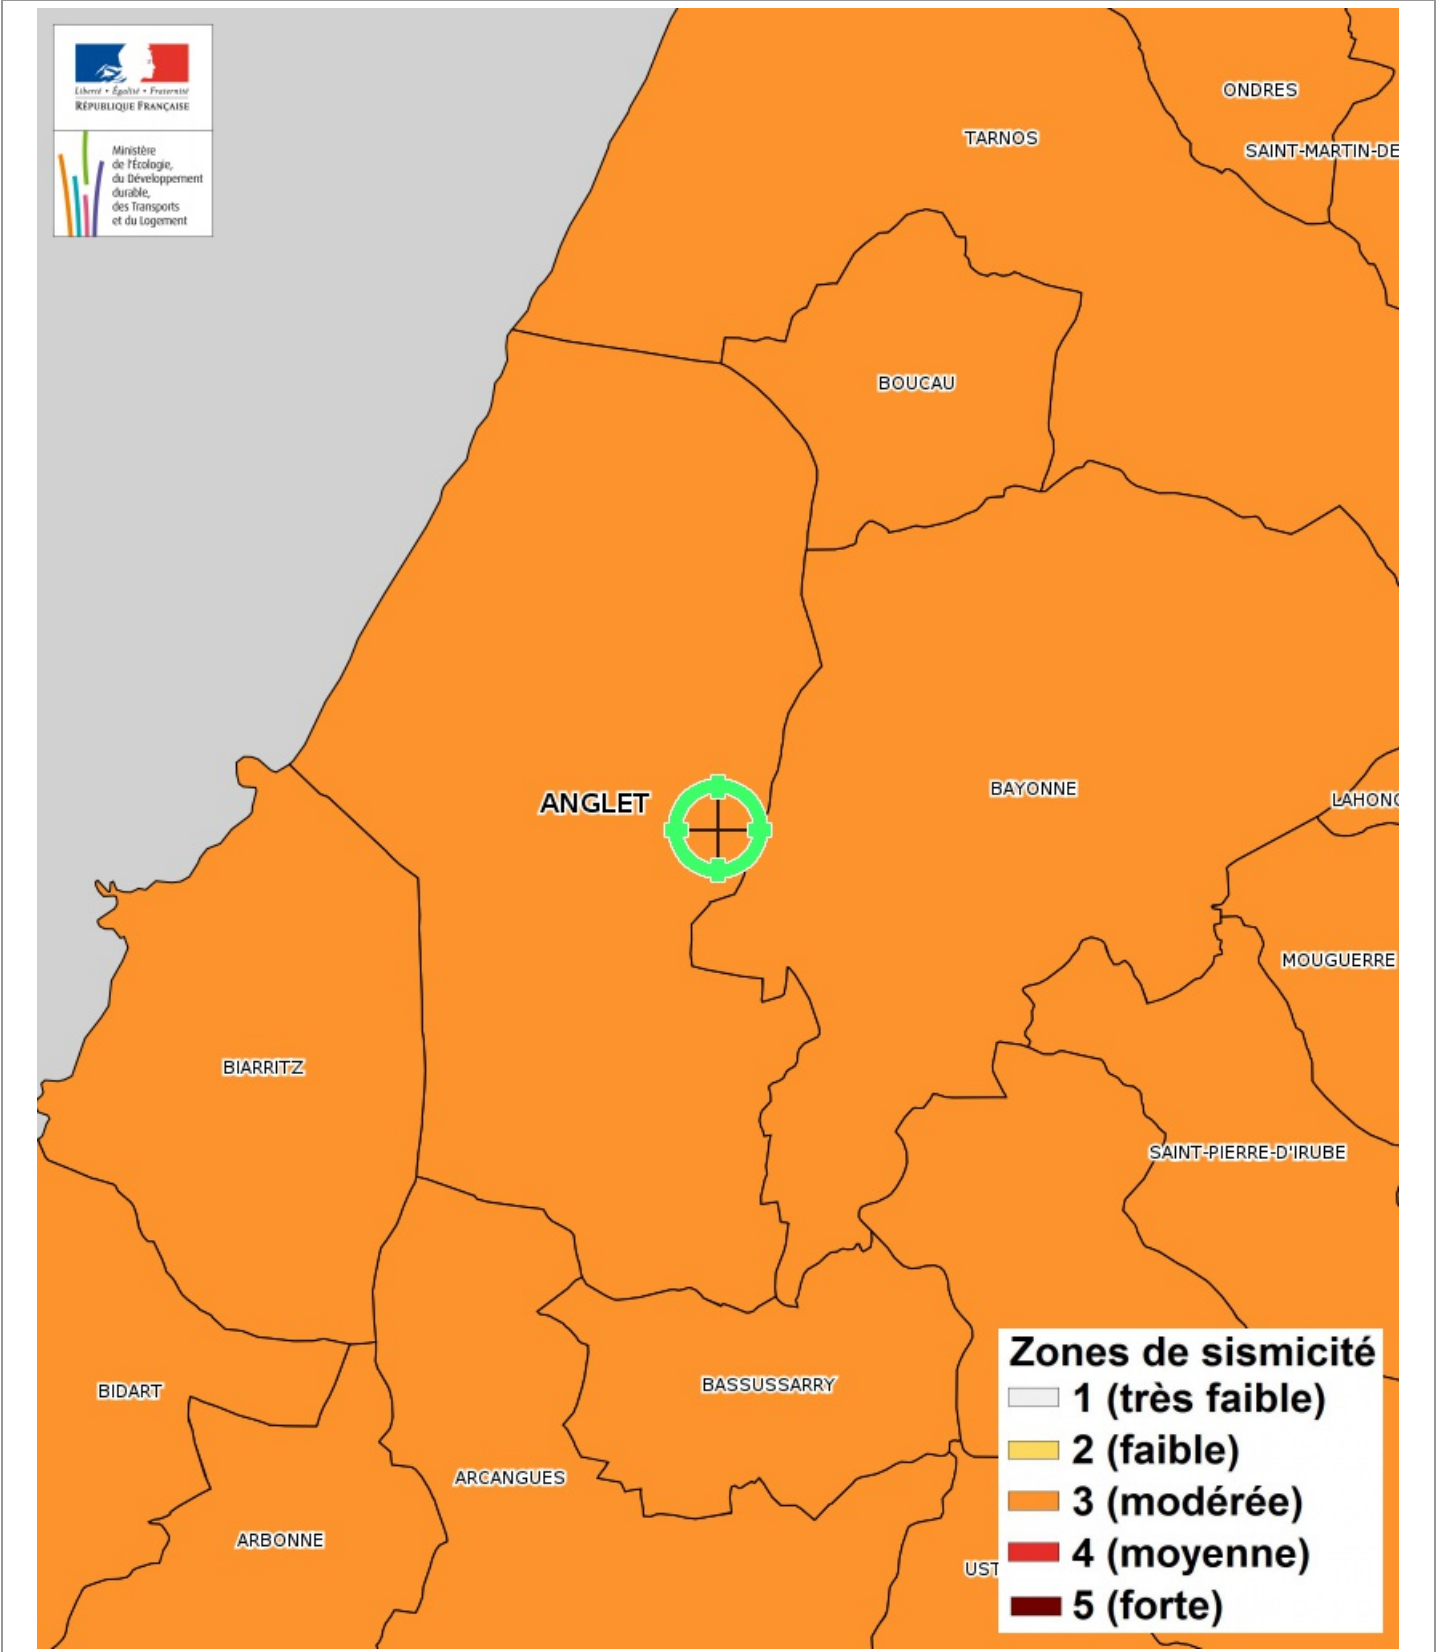 Liberté • Égalité • Fraternité
RÉPUBLIQUE FRANÇAISE
Ministère
de l'Écologie,
du Développement
durable,
des Transports
et du Logement
ONDRES
TARNOS
SAINT-MARTIN-DE
BOUCAU
ANGLET
BAYONNE
LAHONC
MOUGUERRE
BIARRITZ
SAINT-PIERRE-D'IRUBE
BIDART
BASSUSSARRY
ARCANGUES
ARBONNE
UST
Zones de sismicité
1 (très faible)
2 (faible)
3 (modérée)
4 (moyenne)
5 (forte)